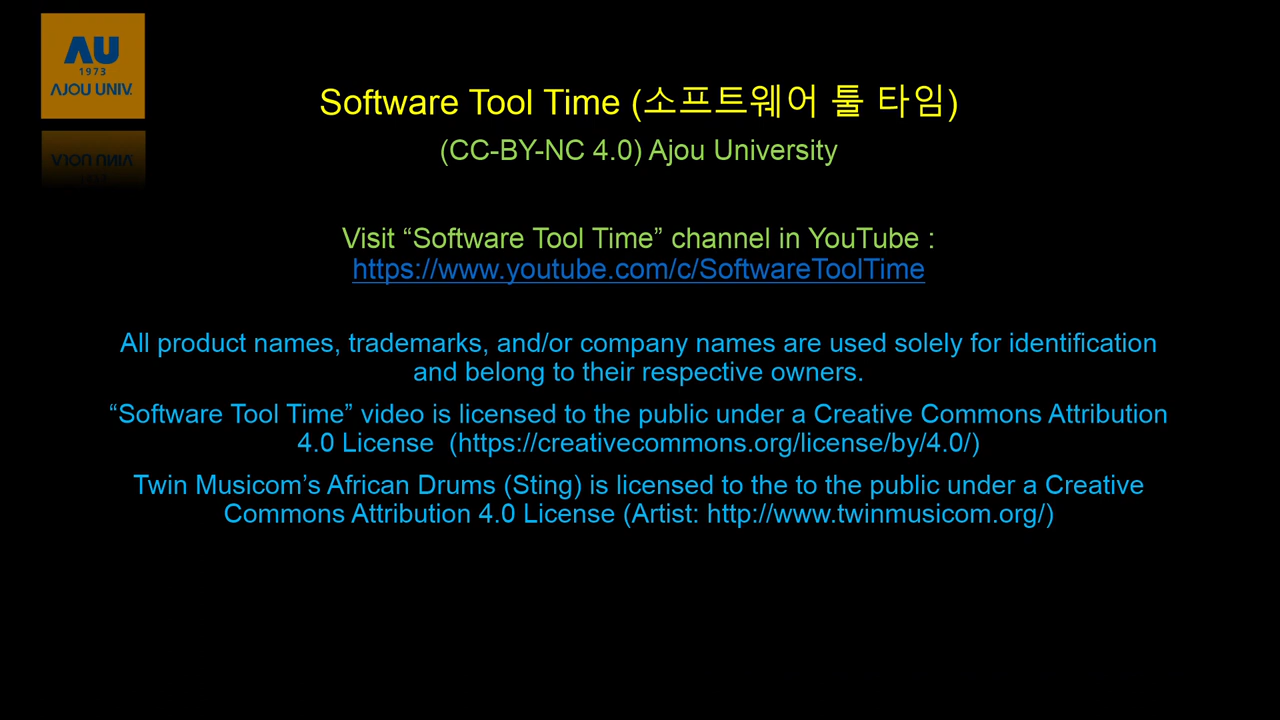 AU
1973
AJOU UNIV.
Software Tool Time (소프트웨어 툴 타임)
(CC-BY-NC 4.0) Ajou University
Visit “Software Tool Time” channel in YouTube :
https://www.youtube.com/c/SoftwareToolTime
All product names, trademarks, and/or company names are used solely for identification
and belong to their respective owners.
“Software Tool Time” video is licensed to the public under a Creative Commons Attribution
4.0 License  (https://creativecommons.org/license/by/4.0/)
Twin Musicom’s African Drums (Sting) is licensed to the to the public under a Creative
Commons Attribution 4.0 License (Artist: http://www.twinmusicom.org/)